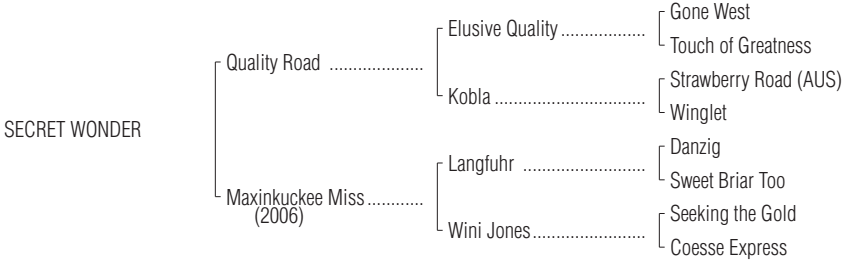 Gone West
Elusive Quality ...................
Touch of Greatness
Quality Road .....................
Strawberry Road (AUS)
Kobla ..................................
Winglet
SECRET WONDER
Danzig
Langfuhr ............................
Sweet Briar Too
Maxinkuckee Miss .............
(2006)
Seeking the Gold
Wini Jones ..........................
Coesse Express